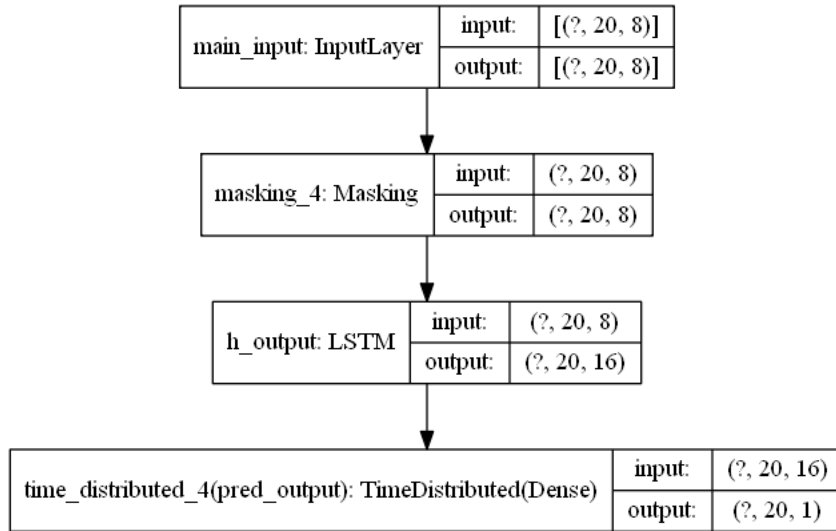 main_input: InputLayer
input: [(?, 20, 8)]
output: [(?, 20, 8)]
masking_4: Masking
input: (?, 20, 8)
output: (?, 20, 8)
h_output: LSTM
input: (?, 20, 8)
output: (?, 20, 16)
time_distributed_4(pred_output): TimeDistributed(Dense)
input: (?, 20, 16)
output: (?, 20, 1)